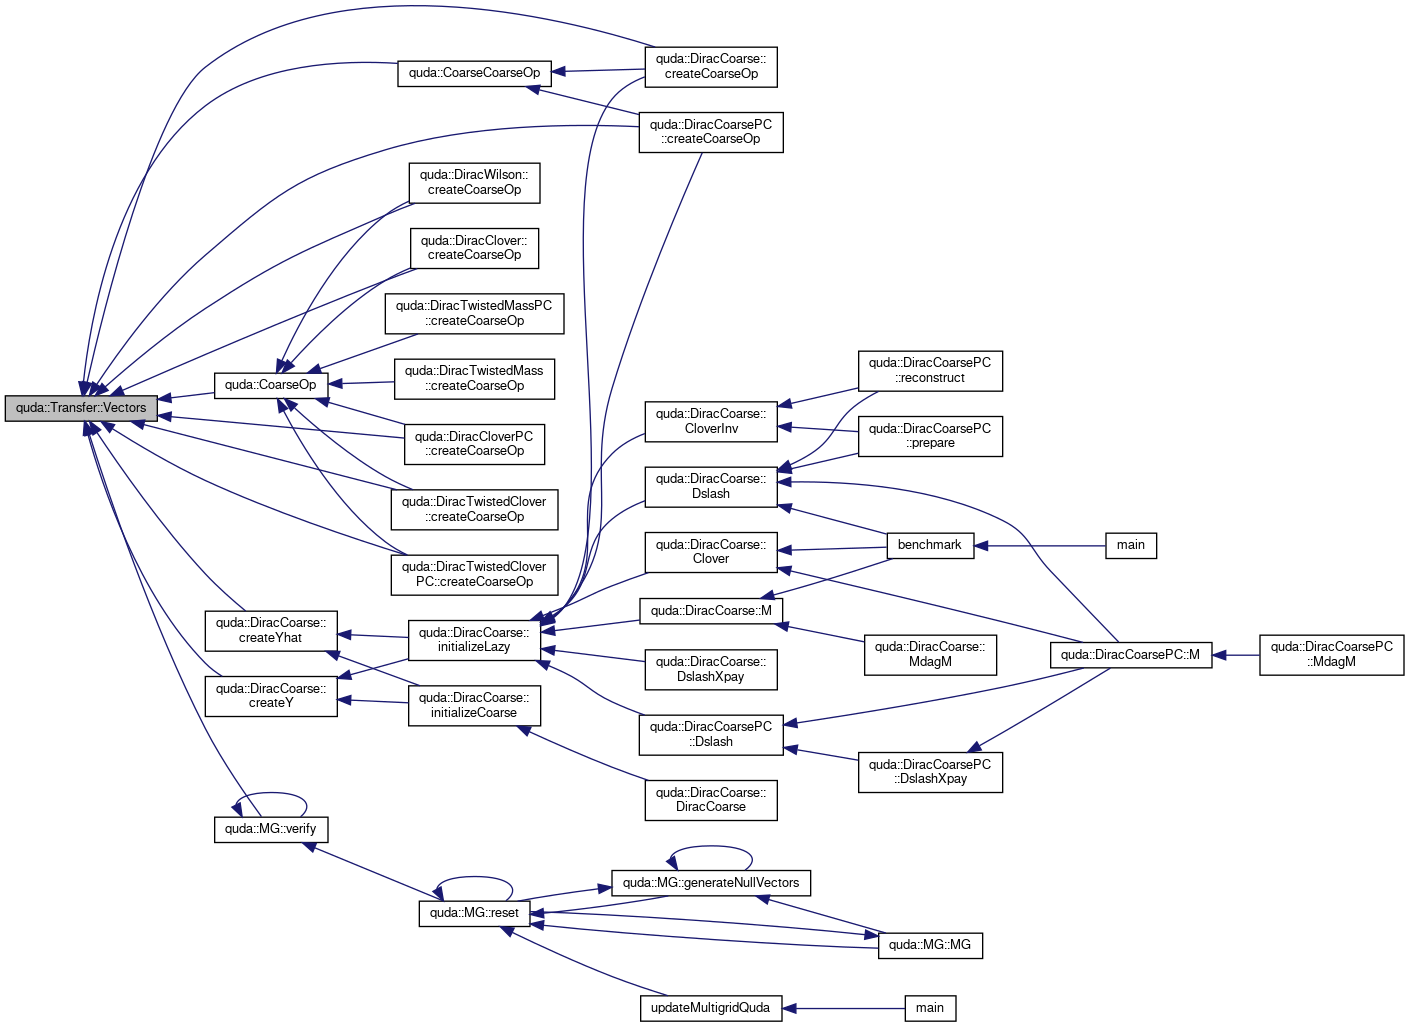 quda::Transfer::Vectors
quda::CoarseCoarseOp
quda::DiracCoarse::
createCoarseOp
quda::DiracCoarsePC
::createCoarseOp
quda::DiracWilson::
createCoarseOp
quda::DiracClover::
createCoarseOp
quda::DiracTwistedMassPC
::createCoarseOp
quda::CoarseOp
quda::DiracTwistedMass
::createCoarseOp
quda::DiracCloverPC
::createCoarseOp
quda::DiracTwistedClover
::createCoarseOp
quda::DiracTwistedClover
PC::createCoarseOp
quda::DiracCoarse::
createYhat
quda::DiracCoarse::
createY
quda::DiracCoarse::
initializeLazy
quda::DiracCoarse::
initializeCoarse
quda::DiracCoarse::
CloverInv
quda::DiracCoarse::
Dslash
quda::DiracCoarse::
Clover
quda::DiracCoarse::M
quda::DiracCoarse::
DslashXpay
quda::DiracCoarsePC
::Dslash
quda::DiracCoarse::
DiracCoarse
quda::DiracCoarsePC
::reconstruct
quda::DiracCoarsePC
::prepare
benchmark
main
quda::DiracCoarse::
MdagM
quda::DiracCoarsePC::M
quda::DiracCoarsePC
::MdagM
quda::DiracCoarsePC
::DslashXpay
quda::MG::verify
quda::MG::reset
quda::MG::generateNullVectors
quda::MG::MG
updateMultigridQuda
main